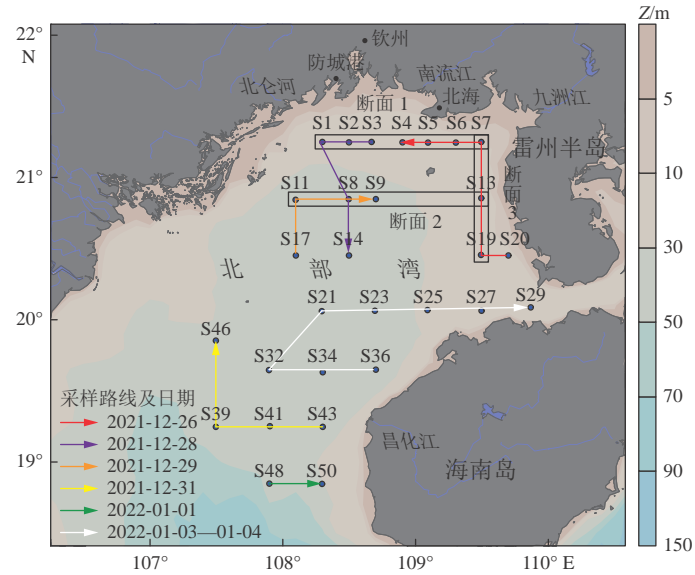 22°
N
21°
20°
19°
107°
108°
109°
110° E
Z/m
5
10
30
50
70
90
150
钦州
防城港
北仑河
南流江
北海
九洲江
断面 1
S1 S2 S3 S4 S5 S6 S7
雷州半岛
S11 S8 S9 S13
断面 3
断面 2
S17 S14 S19 S20
北 部 湾
S21 S23 S25 S27 S29
S46
S32 S34 S36
采样路线及日期
2021-12-26
2021-12-28
2021-12-29
2021-12-31
2022-01-01
2022-01-03—01-04
S39 S41 S43
昌化江
海南岛
S48 S50